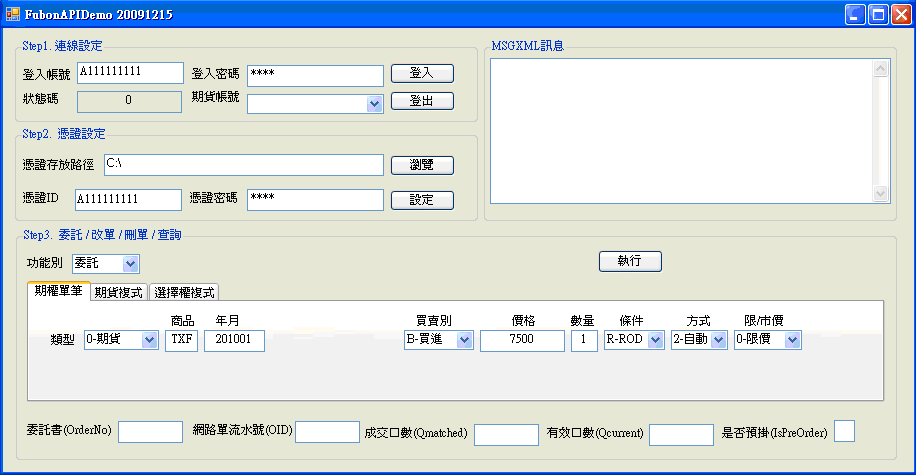 FubonAPIDemo 20091215
Step1. 連線設定
登入帳號 A111111111 登入密碼 **** 登入
狀態碼 0 期貨帳號 登出
Step2. 憑證設定
憑證存放路徑 C:\ 瀏覽
憑證ID A111111111 憑證密碼 **** 設定
MSGXML訊息
Step3. 委託 / 改單 / 刪單 / 查詢
功能別 委託 執行
期權單筆 期貨複式 選擇權複式
商品 年月 買賣別 價格 數量 條件 方式 限/市價
類型 0-期貨 TXF 201001 B-買進 7500 1 R-ROD 2-自動 0-限價
委託書(OrderNo) 網路單流水號(OID) 成交口數(Qmatched) 有效口數(Qcurrent) 是否預掛(IsPreOrder)